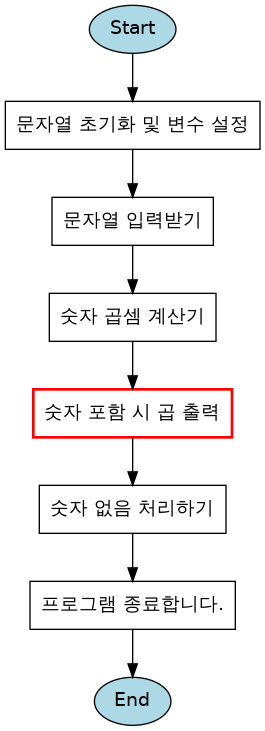 Start
문자열 초기화 및 변수 설정
문자열 입력받기
숫자 곱셈 계산기
숫자 포함 시 곱 출력
숫자 없음 처리하기
프로그램 종료합니다.
End